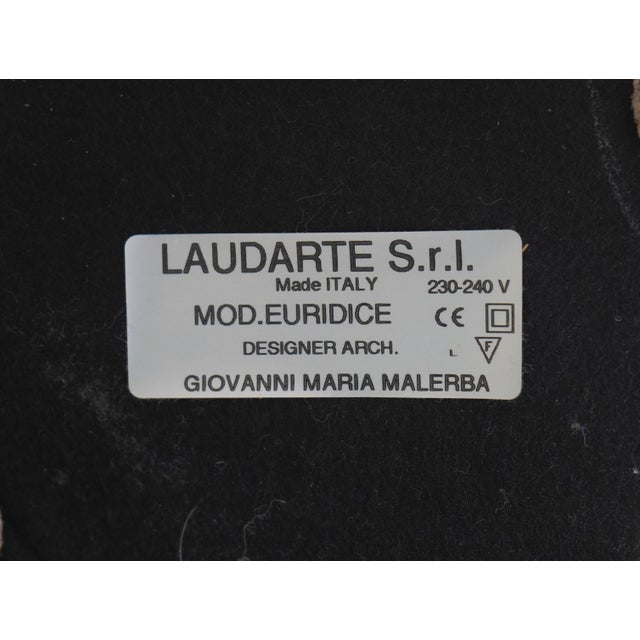 LAUDARTE S.r.l.
Made ITALY 230-240 V
MOD.EURIDICE CE
DESIGNER ARCH. L F
GIOVANNI MARIA MALERBA